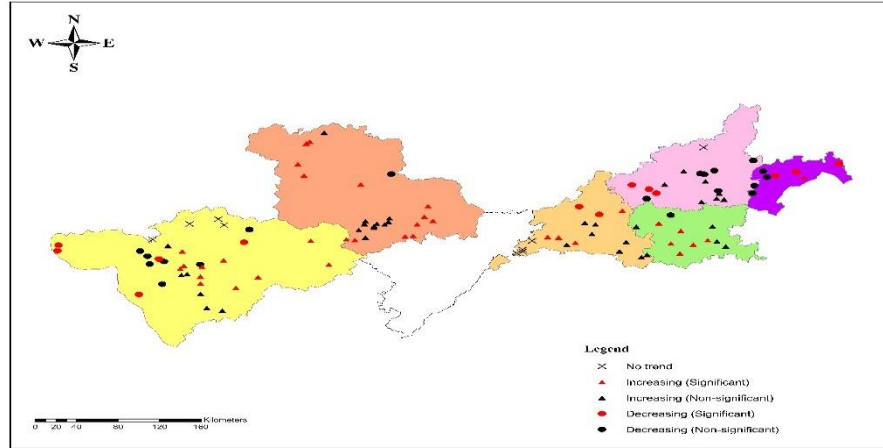 N
W E
S
Legend
No trend
Increasing (Significant)
Increasing (Non-significant)
Decreasing (Significant)
Decreasing (Non-significant)
Kilometers
0 20 40 80 120 160